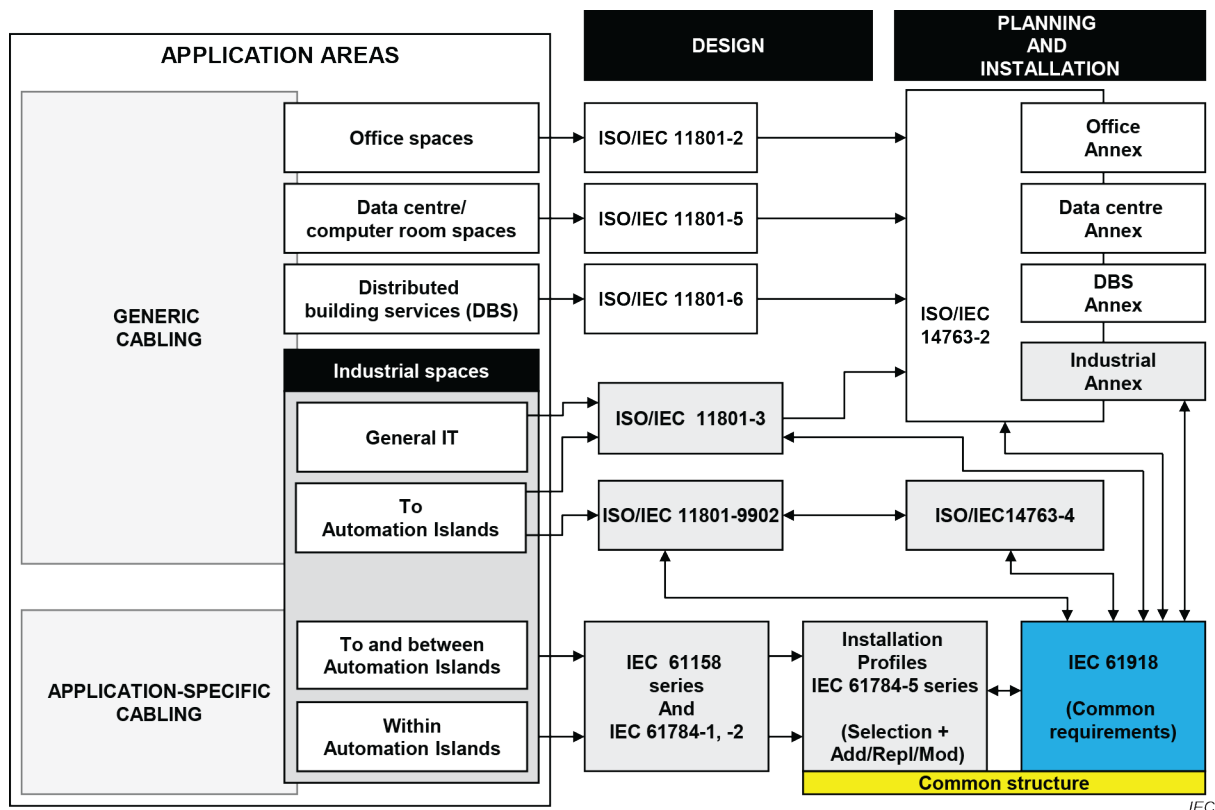 APPLICATION AREAS
DESIGN
PLANNING
AND
INSTALLATION
GENERIC
CABLING
Office spaces
ISO/IEC 11801-2
Office
Annex
Data centre/
computer room spaces
ISO/IEC 11801-5
Data centre
Annex
Distributed
building services (DBS)
ISO/IEC 11801-6
DBS
Annex
ISO/IEC
14763-2
Industrial spaces
Industrial
Annex
General IT
ISO/IEC 11801-3
To
Automation Islands
ISO/IEC 11801-9902
ISO/IEC14763-4
APPLICATION-SPECIFIC
CABLING
To and between
Automation Islands
Within
Automation Islands
IEC 61158
series
And
IEC 61784-1, -2
Installation
Profiles
IEC 61784-5 series
(Selection +
Add/Repl/Mod)
IEC 61918
(Common
requirements)
Common structure
IEC